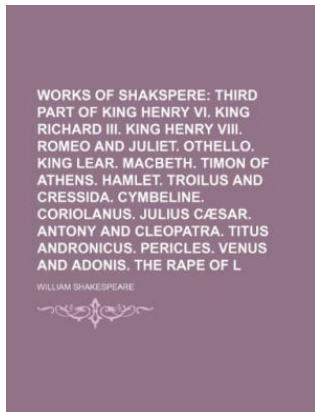 WORKS OF SHAKSPERE; THIRD
PART OF KING HENRY VI. KING
RICHARD III. KING HENRY VIII.
ROMEO AND JULIET. OTHELLO.
KING LEAR. MACBETH. TIMON OF
ATHENS. HAMLET. TROILUS AND
CRESSIDA. CYMBELINE.
CORIOLANUS. JULIUS CÆSAR.
ANTONY AND CLEOPATRA. TITUS
ANDRONICUS. PERICLES. VENUS
AND ADONIS. THE RAPE OF L
WILLIAM SHAKESPEARE